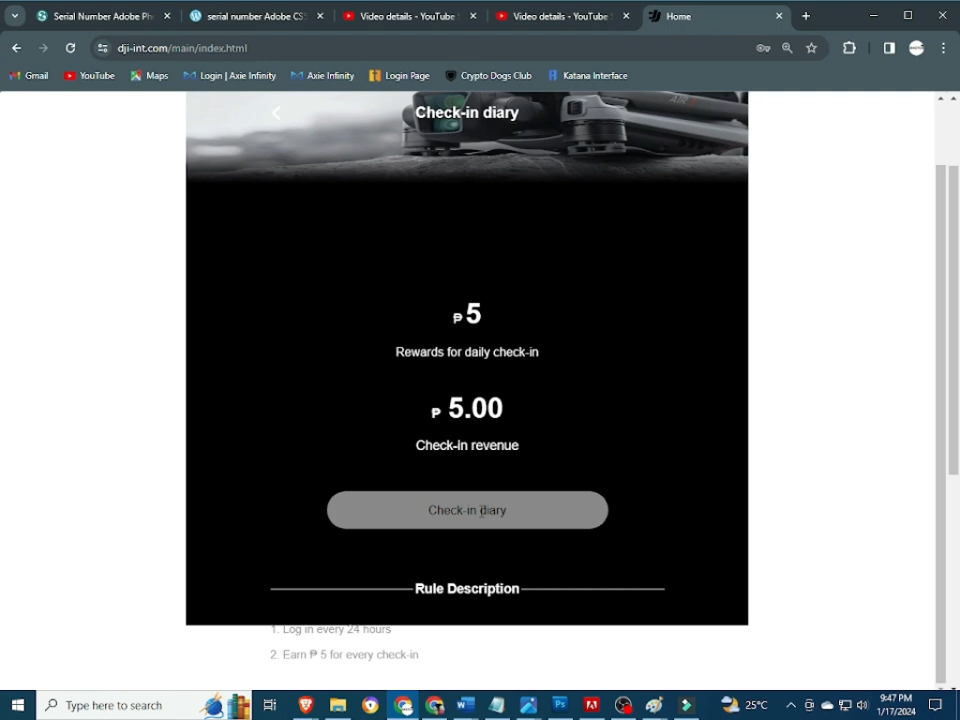 Serial Number Adobe Ph
serial number Adobe CS
Video details - YouTube
Video details - YouTube
Home
dji-int.com/main/index.html
Gmail
YouTube
Maps
Login | Axie Infinity
Axie Infinity
Login Page
Crypto Dogs Club
Katana Interface
Check-in diary
₱ 5
Rewards for daily check-in
₱ 5.00
Check-in revenue
Check-in diary
Rule Description
1. Log in every 24 hours
2. Earn ₱ 5 for every check-in
Type here to search
25°C
9:47 PM
1/17/2024